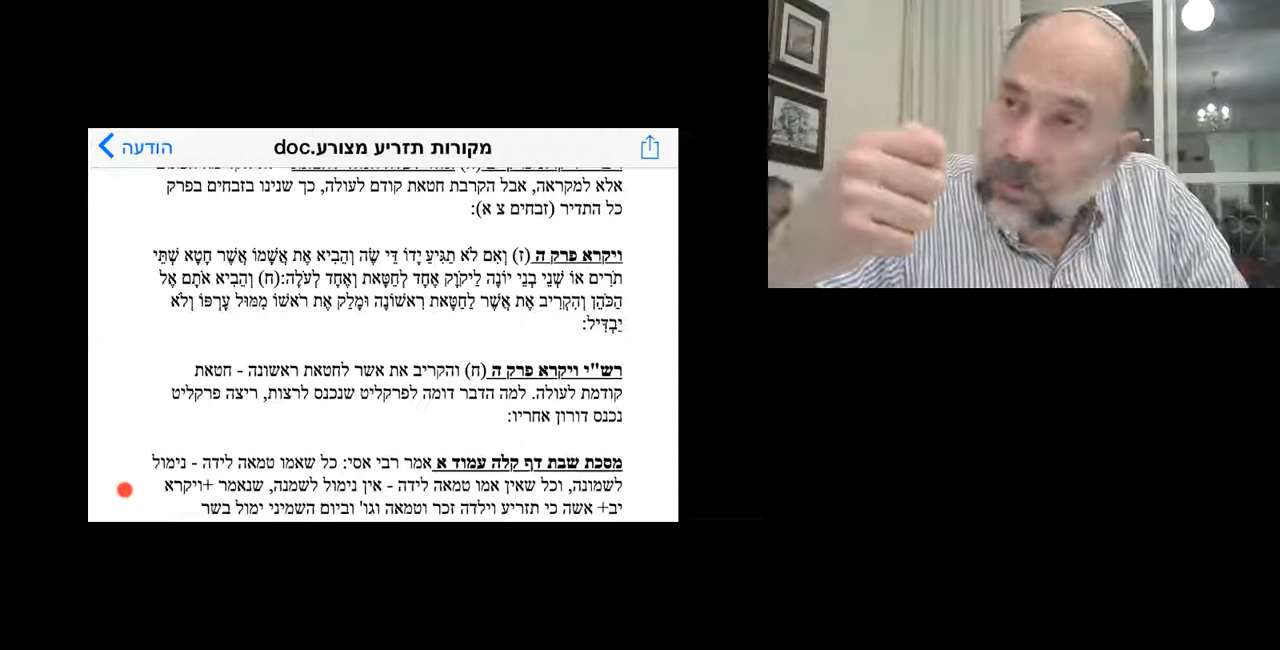 הודעה
מקורות תזריע מצורע.doc
אלא למקראה, אבל הקרבת חטאת קודם לעולה, כך שנינו בזבחים בפרק
כל התדיר (זבחים צ א):
ויקרא פרק ה (ז) וְאִם לֹא תַגִּיעַ יָדוֹ דֵּי שֶׂה וְהֵבִיא אֶת אֲשָׁמוֹ אֲשֶׁר חָטָא שְׁתֵּי
תֹרִים אוֹ שְׁנֵי בְנֵי יוֹנָה לַיקֹוָק אֶחָד לְחַטָּאת וְאֶחָד לְעֹלָה:(ח) וְהֵבִיא אֹתָם אֶל
הַכֹּהֵן וְהִקְרִיב אֶת אֲשֶׁר לַחַטָּאת רִאשׁוֹנָה וּמָלַק אֶת רֹאשׁוֹ מִמּוּל עָרְפּוֹ וְלֹא
יַבְדִּיל:
רש"י ויקרא פרק ה (ח) והקריב את אשר לחטאת ראשונה - חטאת
קודמת לעולה. למה הדבר דומה לפרקליט שנכנס לרצות, ריצה פרקליט
נכנס דורון אחריו:
מסכת שבת דף קלה עמוד א אמר רבי אסי: כל שאמו טמאה לידה - נימול
לשמונה, וכל שאין אמו טמאה לידה - אין נימול לשמנה, שנאמר +ויקרא
יב+ אשה כי תזריע וילדה זכר וטמאה וגו' וביום השמיני ימול בשר